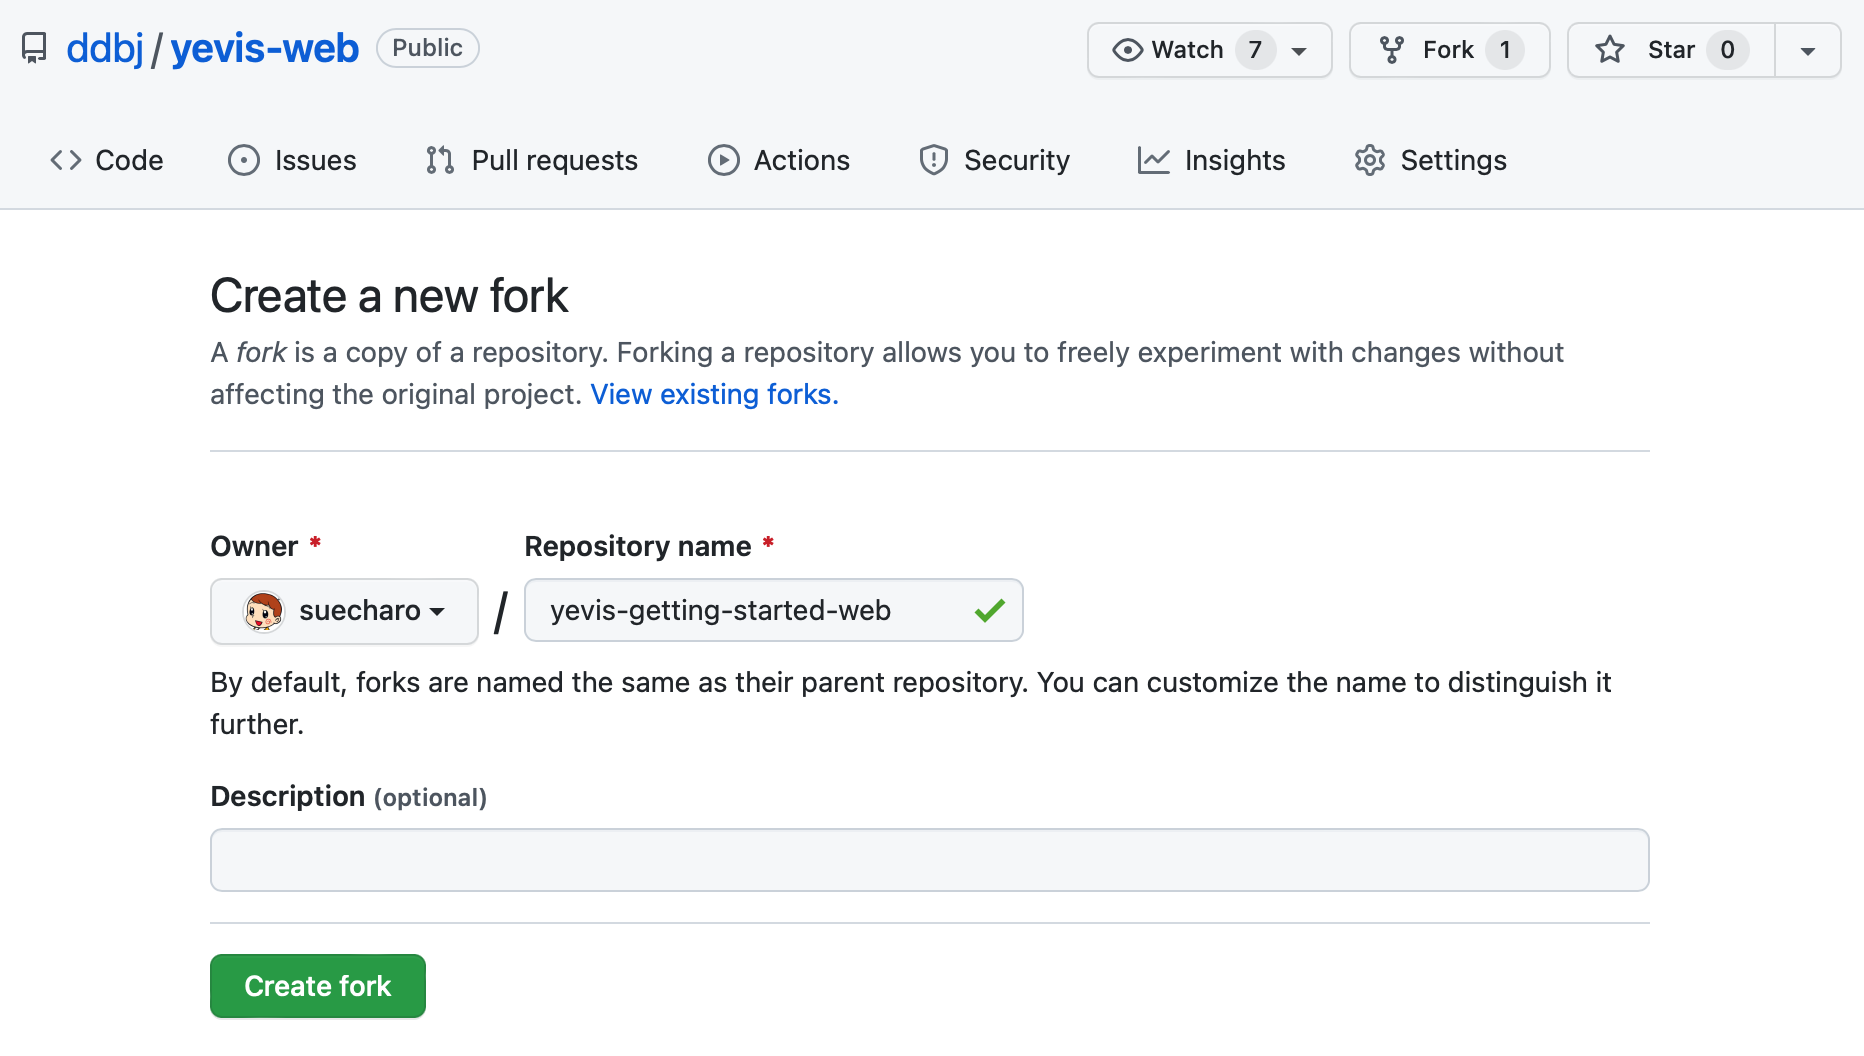 ddbj / yevis-web Public
Watch 7 Fork 1 Star 0
Code Issues Pull requests Actions Security Insights Settings
Create a new fork
A fork is a copy of a repository. Forking a repository allows you to freely experiment with changes without
affecting the original project. View existing forks.
Owner * Repository name *
suecharo / yevis-getting-started-web
By default, forks are named the same as their parent repository. You can customize the name to distinguish it
further.
Description (optional)
Create fork